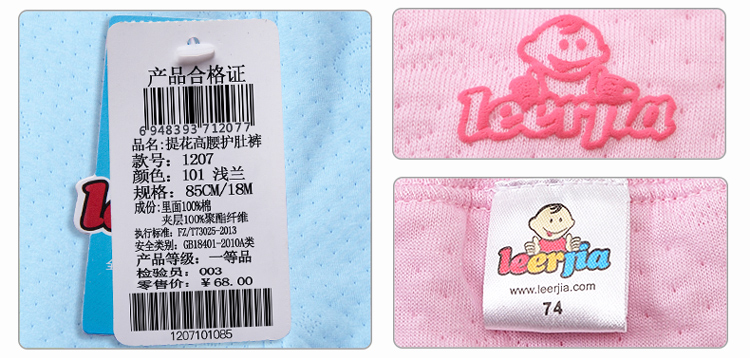 产品合格证
6 948393 712077
品名:提花高腰护肚裤
款号: 1207
颜色: 101 浅兰
规格: 85CM/18M
成份:里面100%棉
夹层100%聚酯纤维
执行标准: FZ/T73025-2013
安全类别: GB18401-2010A类
产品等级: 一等品
检验员: 003
零售价: ¥68.00
1207101085
leerjia
leerjia
www.leerjia.com
74